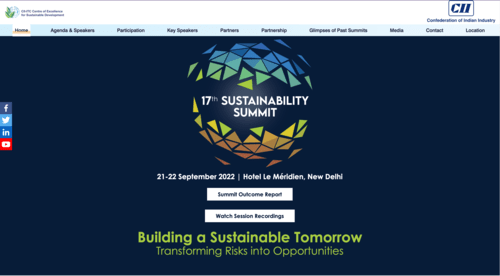 CII-ITC Centre of Excellence
for Sustainable Development
CII
Confederation of Indian Industry
Home
Agenda & Speakers
Participation
Key Speakers
Partners
Partnership
Glimpses of Past Summits
Media
Contact
Location
17th SUSTAINABILITY
SUMMIT
21-22 September 2022 | Hotel Le Méridien, New Delhi
Summit Outcome Report
Watch Session Recordings
Building a Sustainable Tomorrow
Transforming Risks into Opportunities